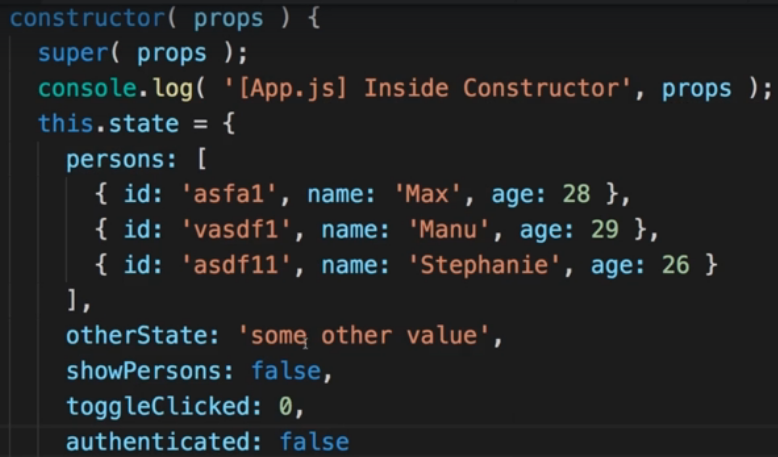 constructor( props ) {
super( props );
console.log( '[App.js] Inside Constructor', props );
this.state = {
persons: [
{ id: 'asfa1', name: 'Max', age: 28 },
{ id: 'vasdf1', name: 'Manu', age: 29 },
{ id: 'asdf11', name: 'Stephanie', age: 26 }
],
otherState: 'some other value',
showPersons: false,
toggleClicked: 0,
authenticated: false